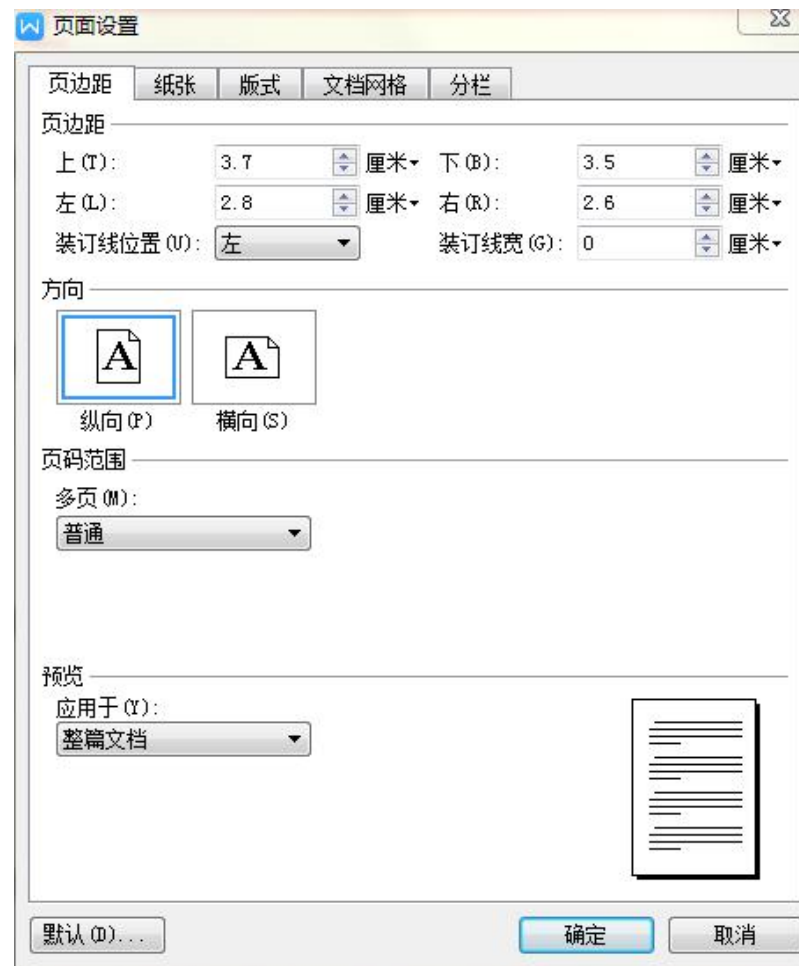 页面设置
页边距 纸张 版式 文档网格 分栏
页边距
上(T): 3.7 厘米 下(B): 3.5 厘米
左(L): 2.8 厘米 右(R): 2.6 厘米
装订线位置(U): 左 装订线宽(G): 0 厘米
方向
A A
纵向(P) 横向(S)
页码范围
多页(M):
普通
预览
应用于(Y):
整篇文档
默认(D)... 确定 取消